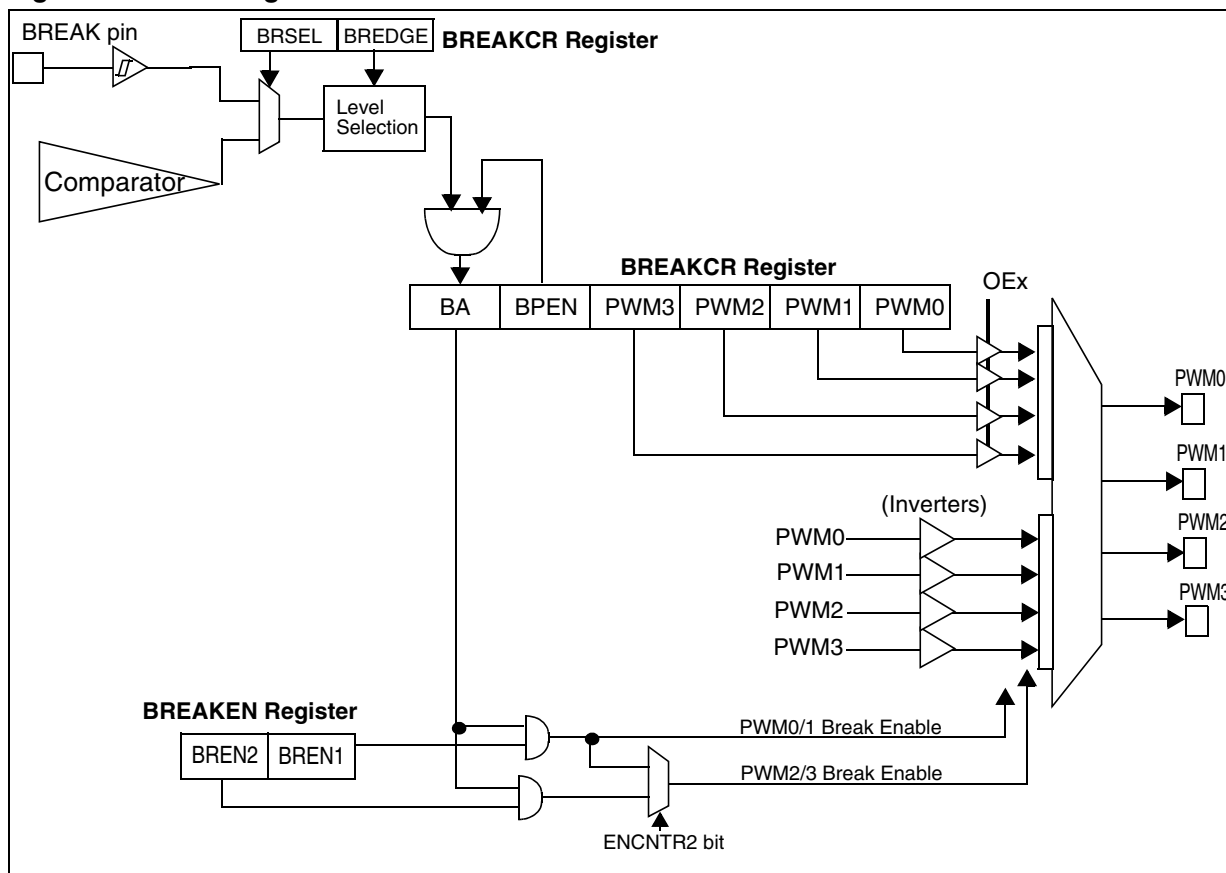 BREAK pin
BRSEL BREDGE BREAKCR Register
Level
Selection
Comparator
BREAKCR Register
OEx
BA BPEN PWM3 PWM2 PWM1 PWM0
PWM0
PWM1
PWM2
PWM3
(Inverters)
PWM0
PWM1
PWM2
PWM3
BREAKEN Register
BREN2 BREN1
PWM0/1 Break Enable
PWM2/3 Break Enable
ENCNTR2 bit